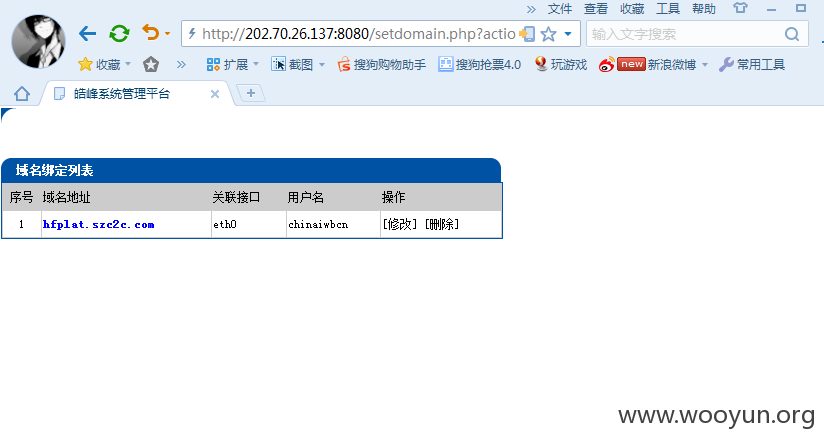 » 文件 查看 收藏 工具 帮助
http://202.70.26.137:8080/setdomain.php?actio
输入文字搜索
收藏 » 扩展 截图 搜狗购物助手 搜狗抢票4.0 玩游戏 new 新浪微博 常用工具
皓峰系统管理平台
域名绑定列表
序号 域名地址 关联接口 用户名 操作
1 hfplat.szc2c.com eth0 chinaiwbcn [修改] [删除]
www.wooyun.org